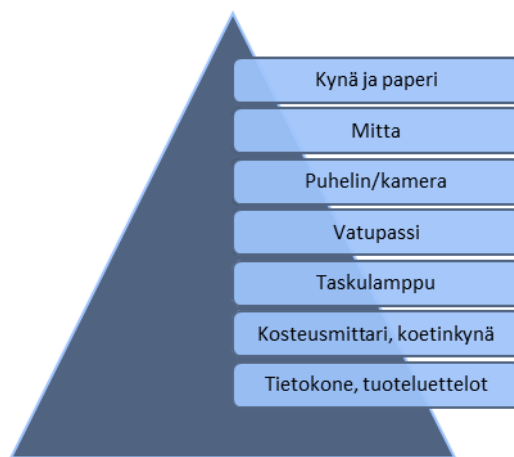 Kynä ja paperi
Mitta
Puhelin/kamera
Vatupassi
Taskulamppu
Kosteusmittari, koetinkynä
Tietokone, tuoteluettelot